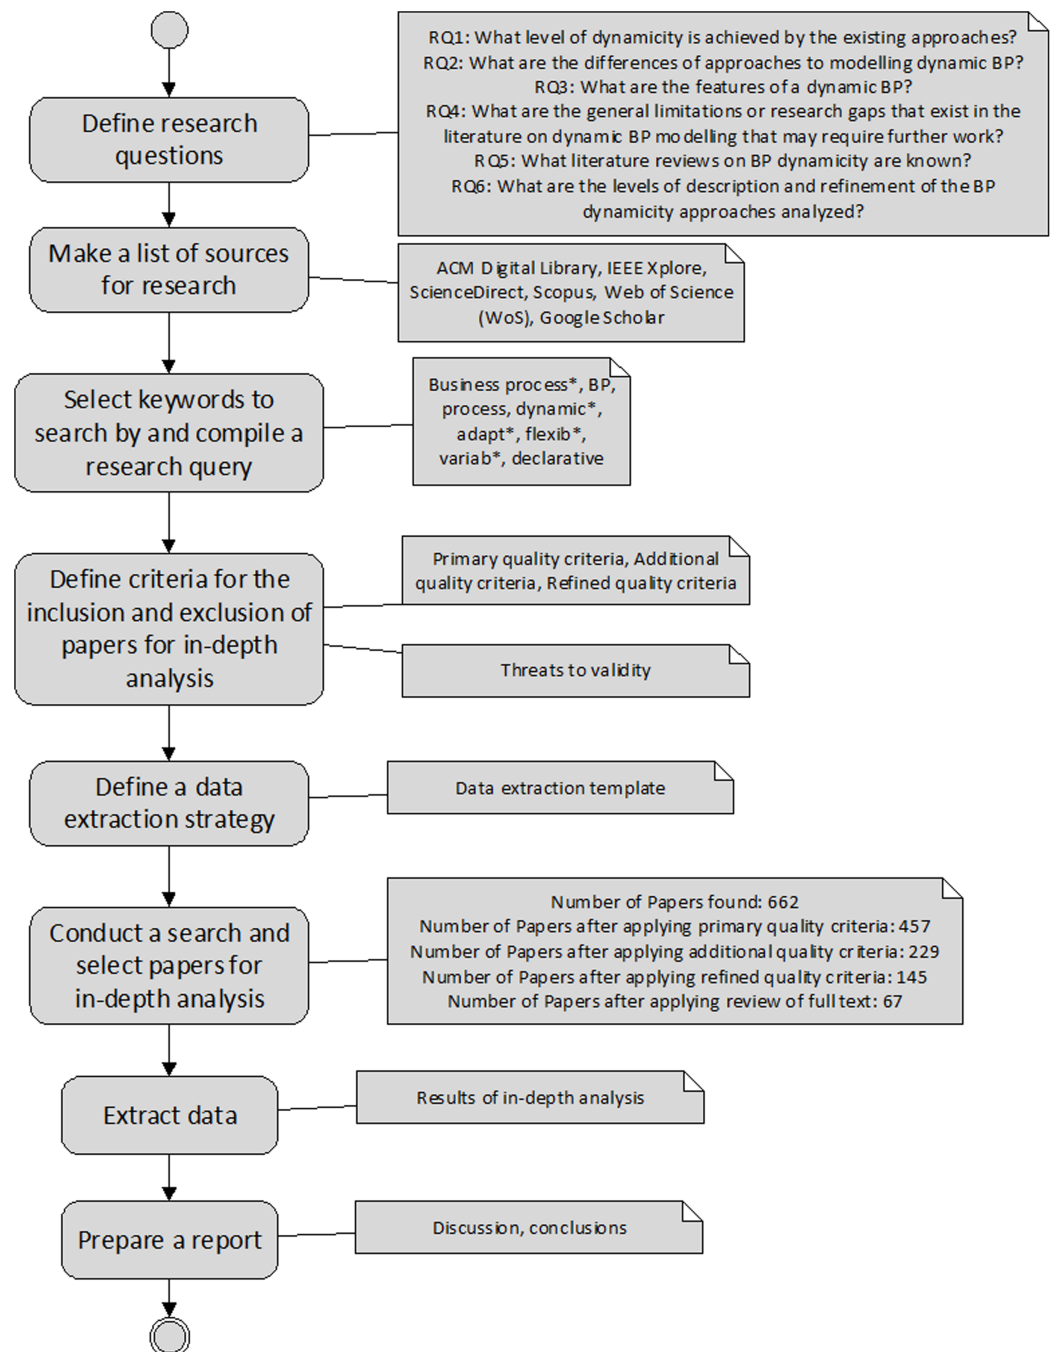 Define research
questions
RQ1: What level of dynamicity is achieved by the existing approaches?
RQ2: What are the differences of approaches to modelling dynamic BP?
RQ3: What are the features of a dynamic BP?
RQ4: What are the general limitations or research gaps that exist in the
literature on dynamic BP modelling that may require further work?
RQ5: What literature reviews on BP dynamicity are known?
RQ6: What are the levels of description and refinement of the BP
dynamicity approaches analyzed?
Make a list of sources
for research
ACM Digital Library, IEEE Xplore,
ScienceDirect, Scopus, Web of Science
(WoS), Google Scholar
Select keywords to
search by and compile a
research query
Business process*, BP,
process, dynamic*,
adapt*, flexib*,
variab*, declarative
Define criteria for the
inclusion and exclusion of
papers for in-depth
analysis
Primary quality criteria, Additional
quality criteria, Refined quality criteria
Threats to validity
Define a data
extraction strategy
Data extraction template
Conduct a search and
select papers for
in-depth analysis
Number of Papers found: 662
Number of Papers after applying primary quality criteria: 457
Number of Papers after applying additional quality criteria: 229
Number of Papers after applying refined quality criteria: 145
Number of Papers after applying review of full text: 67
Extract data
Results of in-depth analysis
Prepare a report
Discussion, conclusions